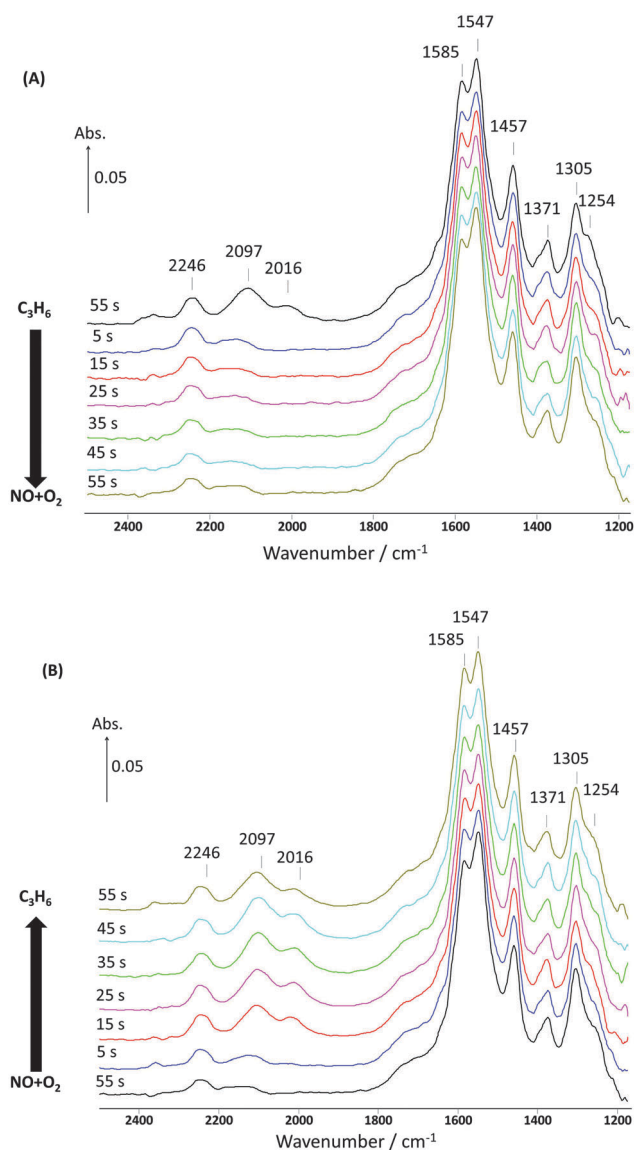 (A)
1547
1585
Abs.
0.05
1457
1371
1305
1254
2246
2097
2016
C₃H₆
55 s
5 s
15 s
25 s
35 s
45 s
55 s
NO+O₂
2400 2200 2000 1800 1600 1400 1200
Wavenumber / cm⁻¹
(B)
1547
1585
Abs.
0.05
1457
1371
1305
1254
2246
2097
2016
C₃H₆
55 s
45 s
35 s
25 s
15 s
5 s
55 s
NO+O₂
2400 2200 2000 1800 1600 1400 1200
Wavenumber / cm⁻¹